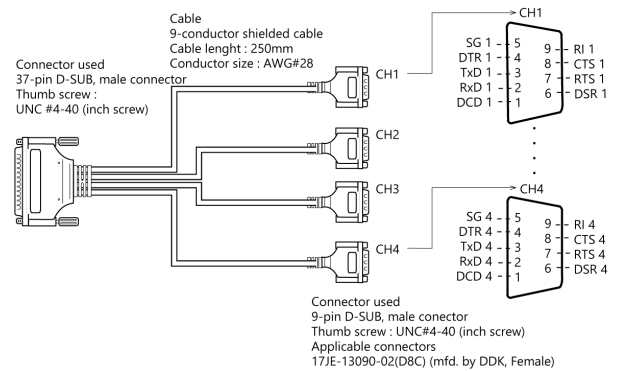 Cable
9-conductor shielded cable
Cable lenght : 250mm
Conductor size : AWG#28
Connector used
37-pin D-SUB, male connector
Thumb screw :
UNC #4-40 (inch screw)
CH1
CH2
CH3
CH4
CH1
SG 1 5
DTR 1 4
TxD 1 3
RxD 1 2
DCD 1 1
9 RI 1
8 CTS 1
7 RTS 1
6 DSR 1
CH4
SG 4 5
DTR 4 4
TxD 4 3
RxD 4 2
DCD 4 1
9 RI 4
8 CTS 4
7 RTS 4
6 DSR 4
Connector used
9-pin D-SUB, male conector
Thumb screw : UNC#4-40 (inch screw)
Applicable connectors
17JE-13090-02(D8C) (mfd. by DDK, Female)